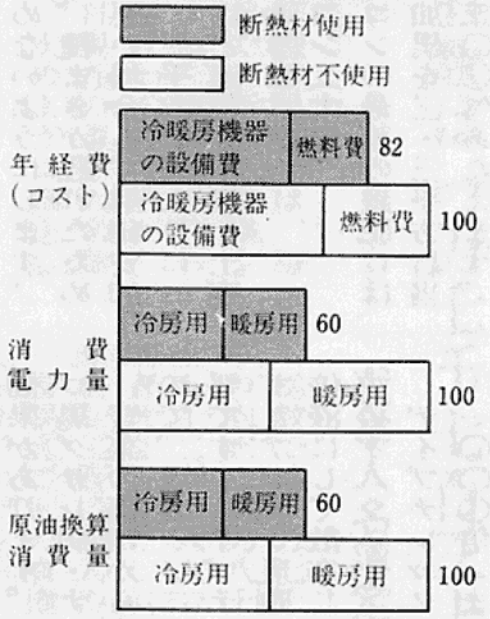 断熱材使用
断熱材不使用
年経費
(コスト)
冷暖房機器
の設備費
燃料費
82
冷暖房機器
の設備費
燃料費
100
消費
電力量
冷房用
暖房用
60
冷房用
暖房用
100
原油換算
消費量
冷房用
暖房用
60
冷房用
暖房用
100